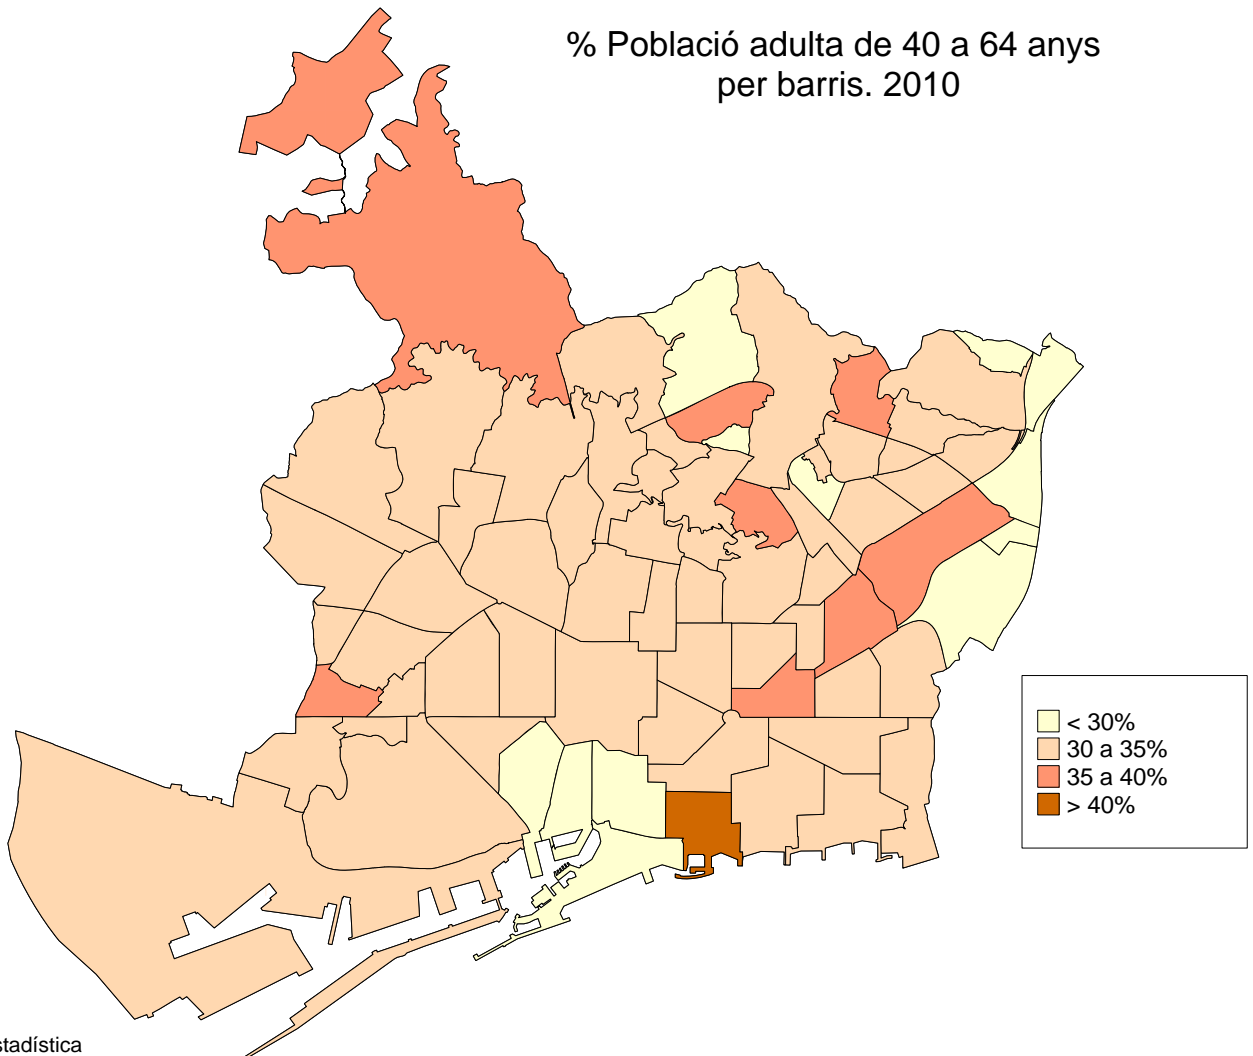 % Població adulta de 40 a 64 anys
per barris. 2010
< 30%
30 a 35%
35 a 40%
> 40%
stadística